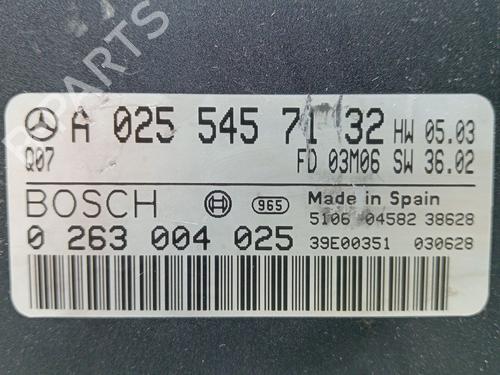 A 025 545 71 32 HW 05.03
Q07 FD 03M06 SW 36.02
BOSCH 965 Made in Spain
5106 04582 38628
0 263 004 025 39E00351 030628